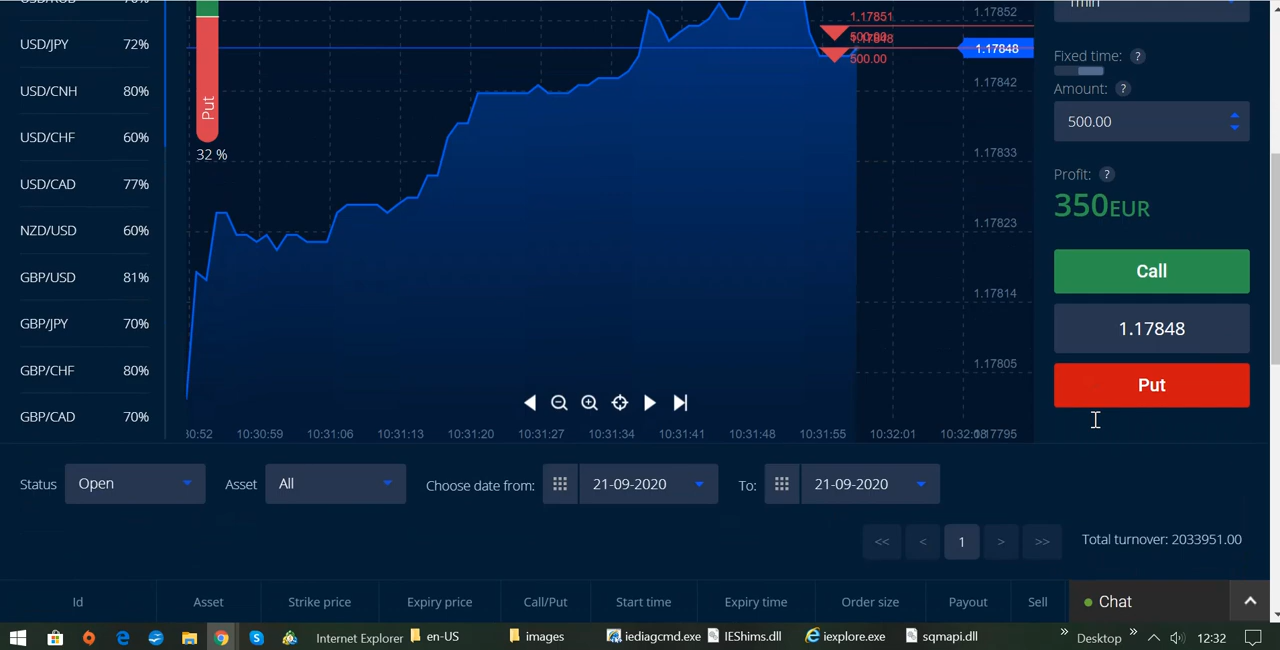 70%
USD/JPY 72%
USD/CNH 80%
USD/CHF 60%
USD/CAD 77%
NZD/USD 60%
GBP/USD 81%
GBP/JPY 70%
GBP/CHF 80%
GBP/CAD 70%
Put
32 %
1.17851
500.00
1.17848
500.00
1.17852
1.17848
1.17842
1.17833
1.17823
1.17814
1.17805
1.17795
10:30:59
10:31:06
10:31:13
10:31:20
10:31:27
10:31:34
10:31:41
10:31:48
10:31:55
10:32:01
1min
Fixed time: ?
Amount: ?
500.00
Profit: ?
350EUR
Call
1.17848
Put
Status Open Asset All Choose date from: 21-09-2020 To: 21-09-2020
<< < 1 > >> Total turnover: 2033951.00
Id Asset Strike price Expiry price Call/Put Start time Expiry time Order size Payout Sell Chat
Internet Explorer en-US images iediagcmd.exe IEShims.dll iexplore.exe sqmapi.dll » Desktop » 12:32